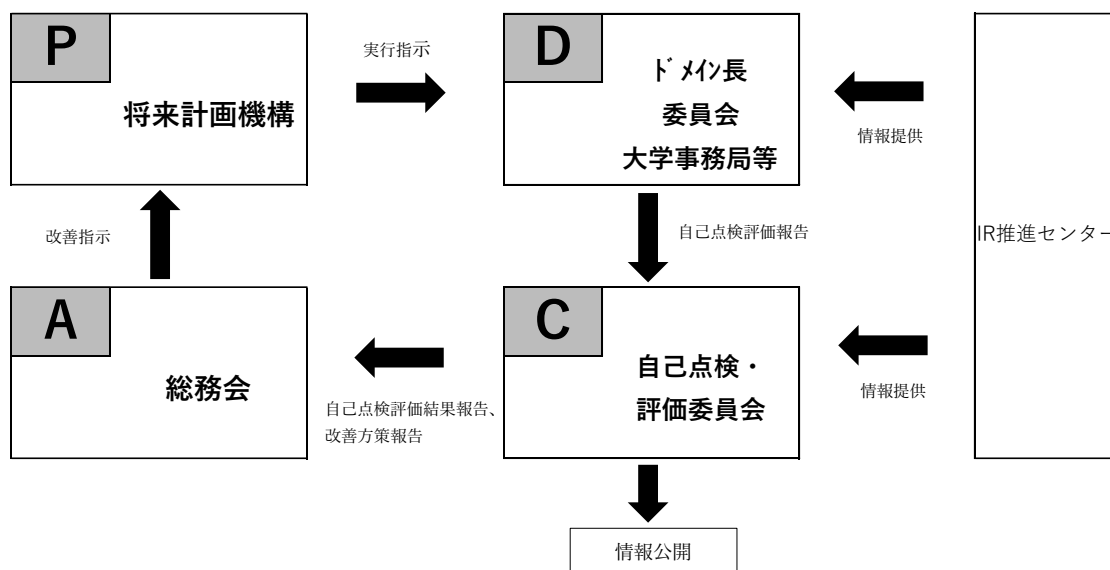 P
将来計画機構
実行指示
D
ドメイン長
委員会
大学事務局等
情報提供
改善指示
自己点検評価報告
IR推進センター
A
総務会
自己点検評価結果報告、
改善方策報告
C
自己点検・
評価委員会
情報提供
情報公開